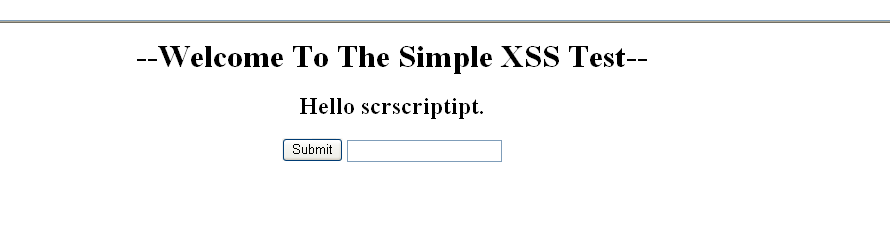 --Welcome To The Simple XSS Test--
Hello scrscriptipt.
Submit